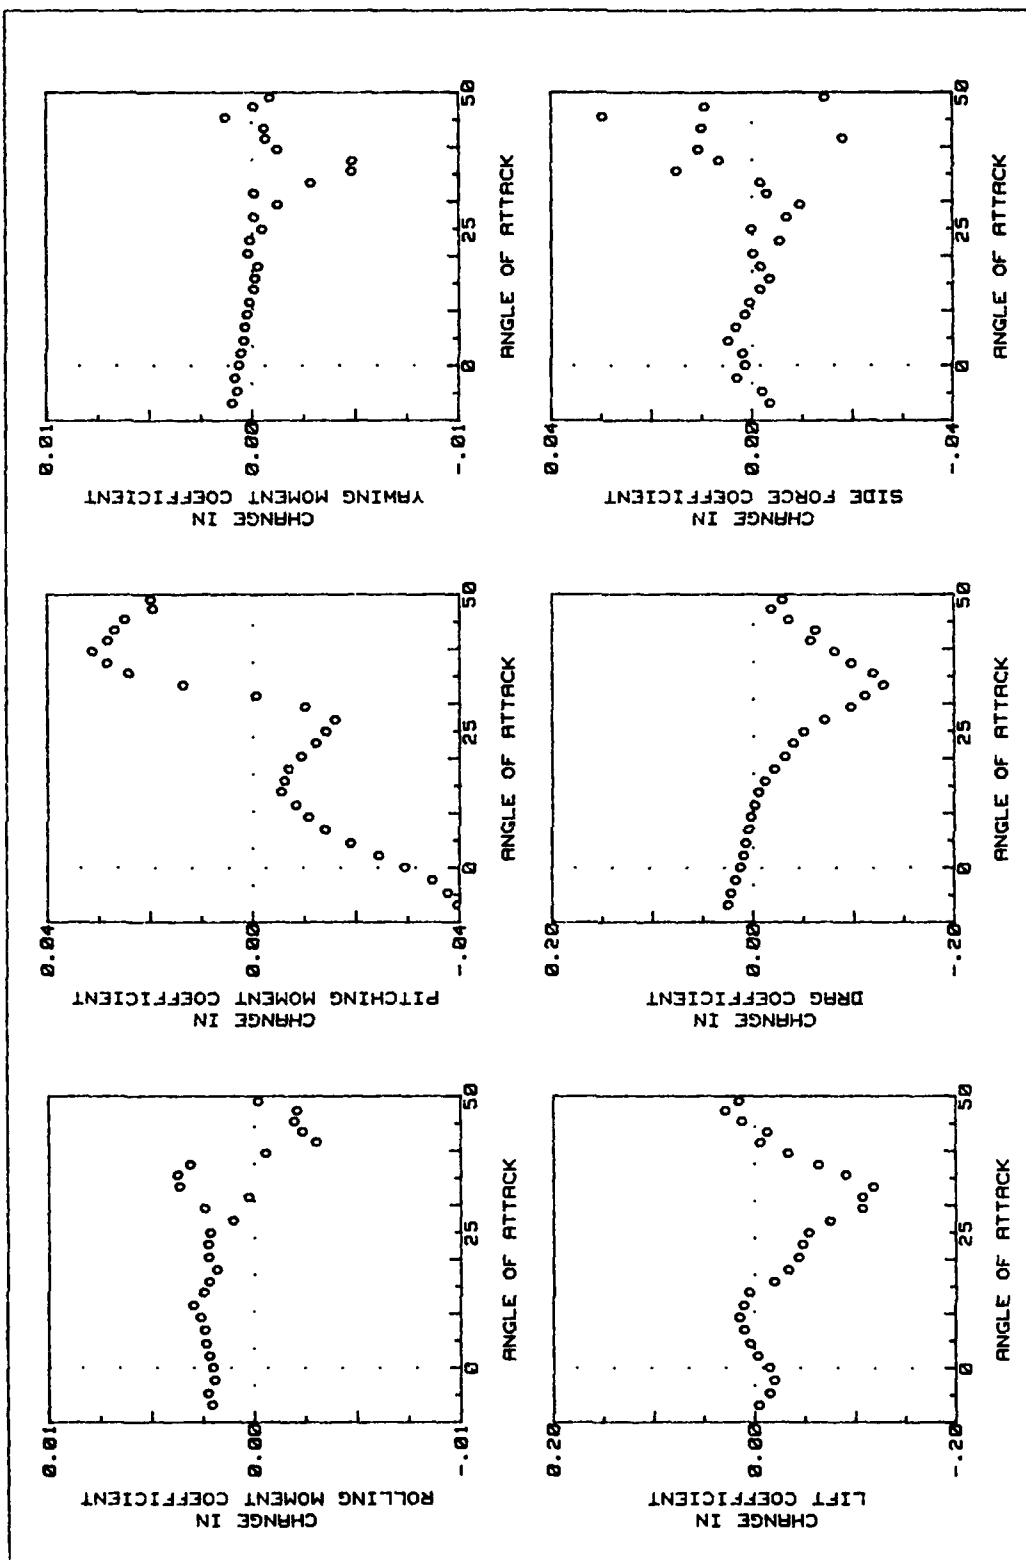 CHANGE IN
ROLLING MOMENT COEFFICIENT
0.01
0.00
-.01
0
25
50
ANGLE OF ATTACK
CHANGE IN
PITCHING MOMENT COEFFICIENT
0.04
0.00
-.04
0
25
50
ANGLE OF ATTACK
CHANGE IN
YAWING MOMENT COEFFICIENT
0.01
0.00
-.01
0
25
50
ANGLE OF ATTACK
CHANGE IN
LIFT COEFFICIENT
0.20
0.00
-.20
0
25
50
ANGLE OF ATTACK
CHANGE IN
DRAG COEFFICIENT
0.20
0.00
-.20
0
25
50
ANGLE OF ATTACK
CHANGE IN
SIDE FORCE COEFFICIENT
0.04
0.00
-.04
0
25
50
ANGLE OF ATTACK